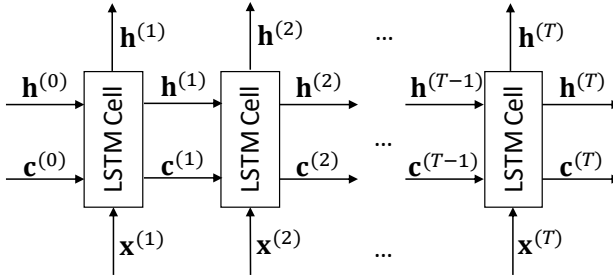 h^(1) h^(2) ... h^(T)
h^(0) LSTM Cell h^(1) LSTM Cell h^(2) h^(T−1) LSTM Cell h^(T)
...
c^(0) c^(1) c^(2) c^(T−1) c^(T)
x^(1) x^(2) ... x^(T)